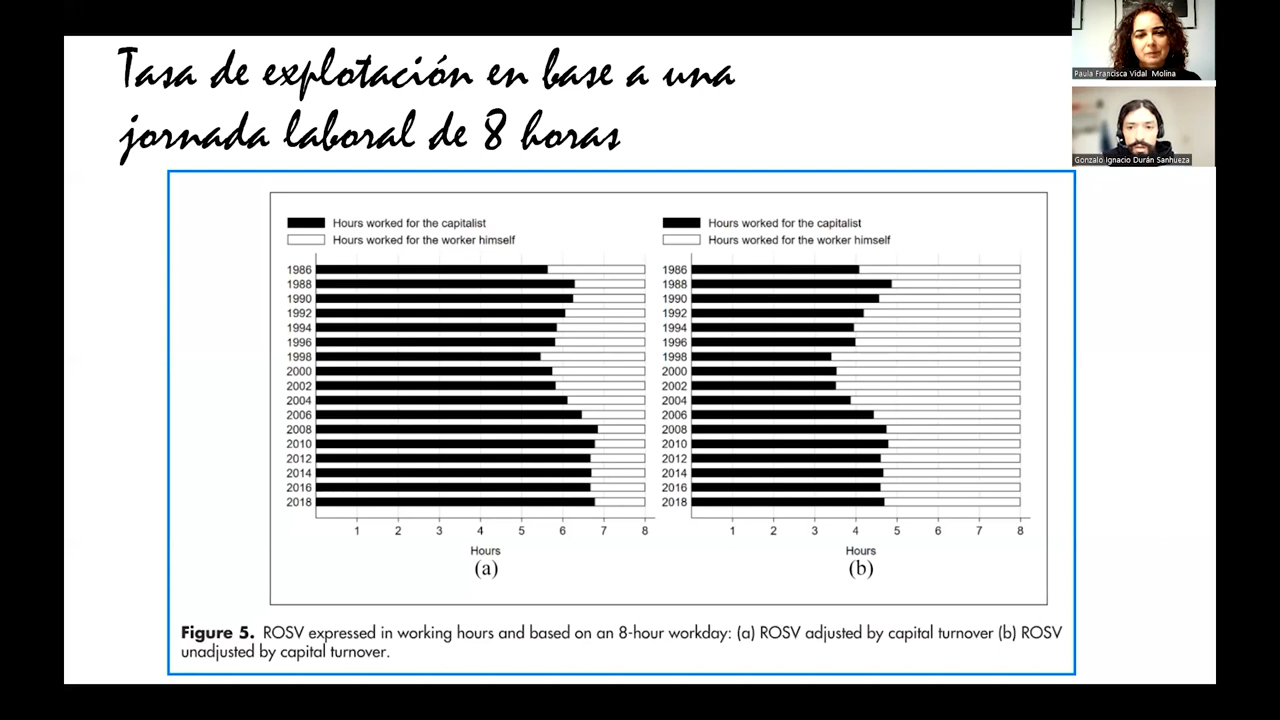 Tasa de explotación en base a una
jornada laboral de 8 horas
Paula Francisca Vidal Molina
Gonzalo Ignacio Durán Sanhueza
Hours worked for the capitalist
Hours worked for the worker himself
1986
1988
1990
1992
1994
1996
1998
2000
2002
2004
2006
2008
2010
2012
2014
2016
2018
1 2 3 4 5 6 7 8
Hours
(a)
Hours worked for the capitalist
Hours worked for the worker himself
1986
1988
1990
1992
1994
1996
1998
2000
2002
2004
2006
2008
2010
2012
2014
2016
2018
1 2 3 4 5 6 7 8
Hours
(b)
Figure 5. ROSV expressed in working hours and based on an 8-hour workday: (a) ROSV adjusted by capital turnover (b) ROSV
unadjusted by capital turnover.